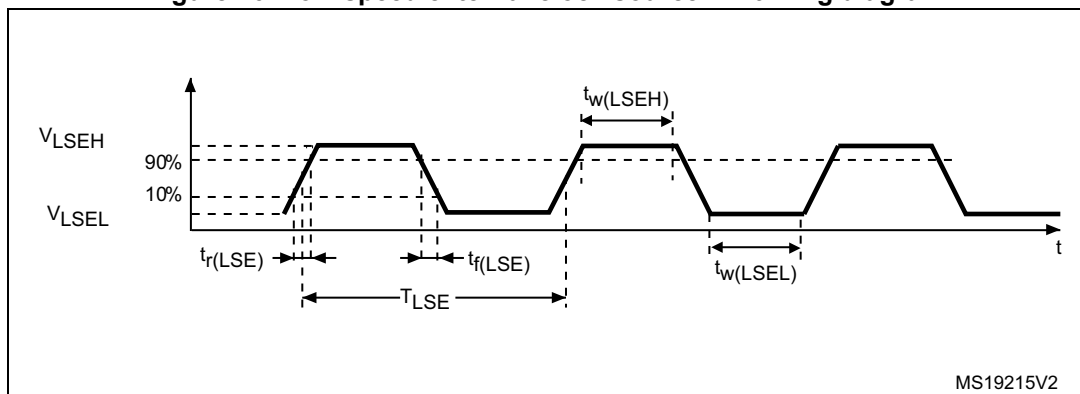 VLSEH
90%
10%
VLSEL
tr(LSE)
tf(LSE)
TLSE
tw(LSEH)
tw(LSEL)
t
MS19215V2